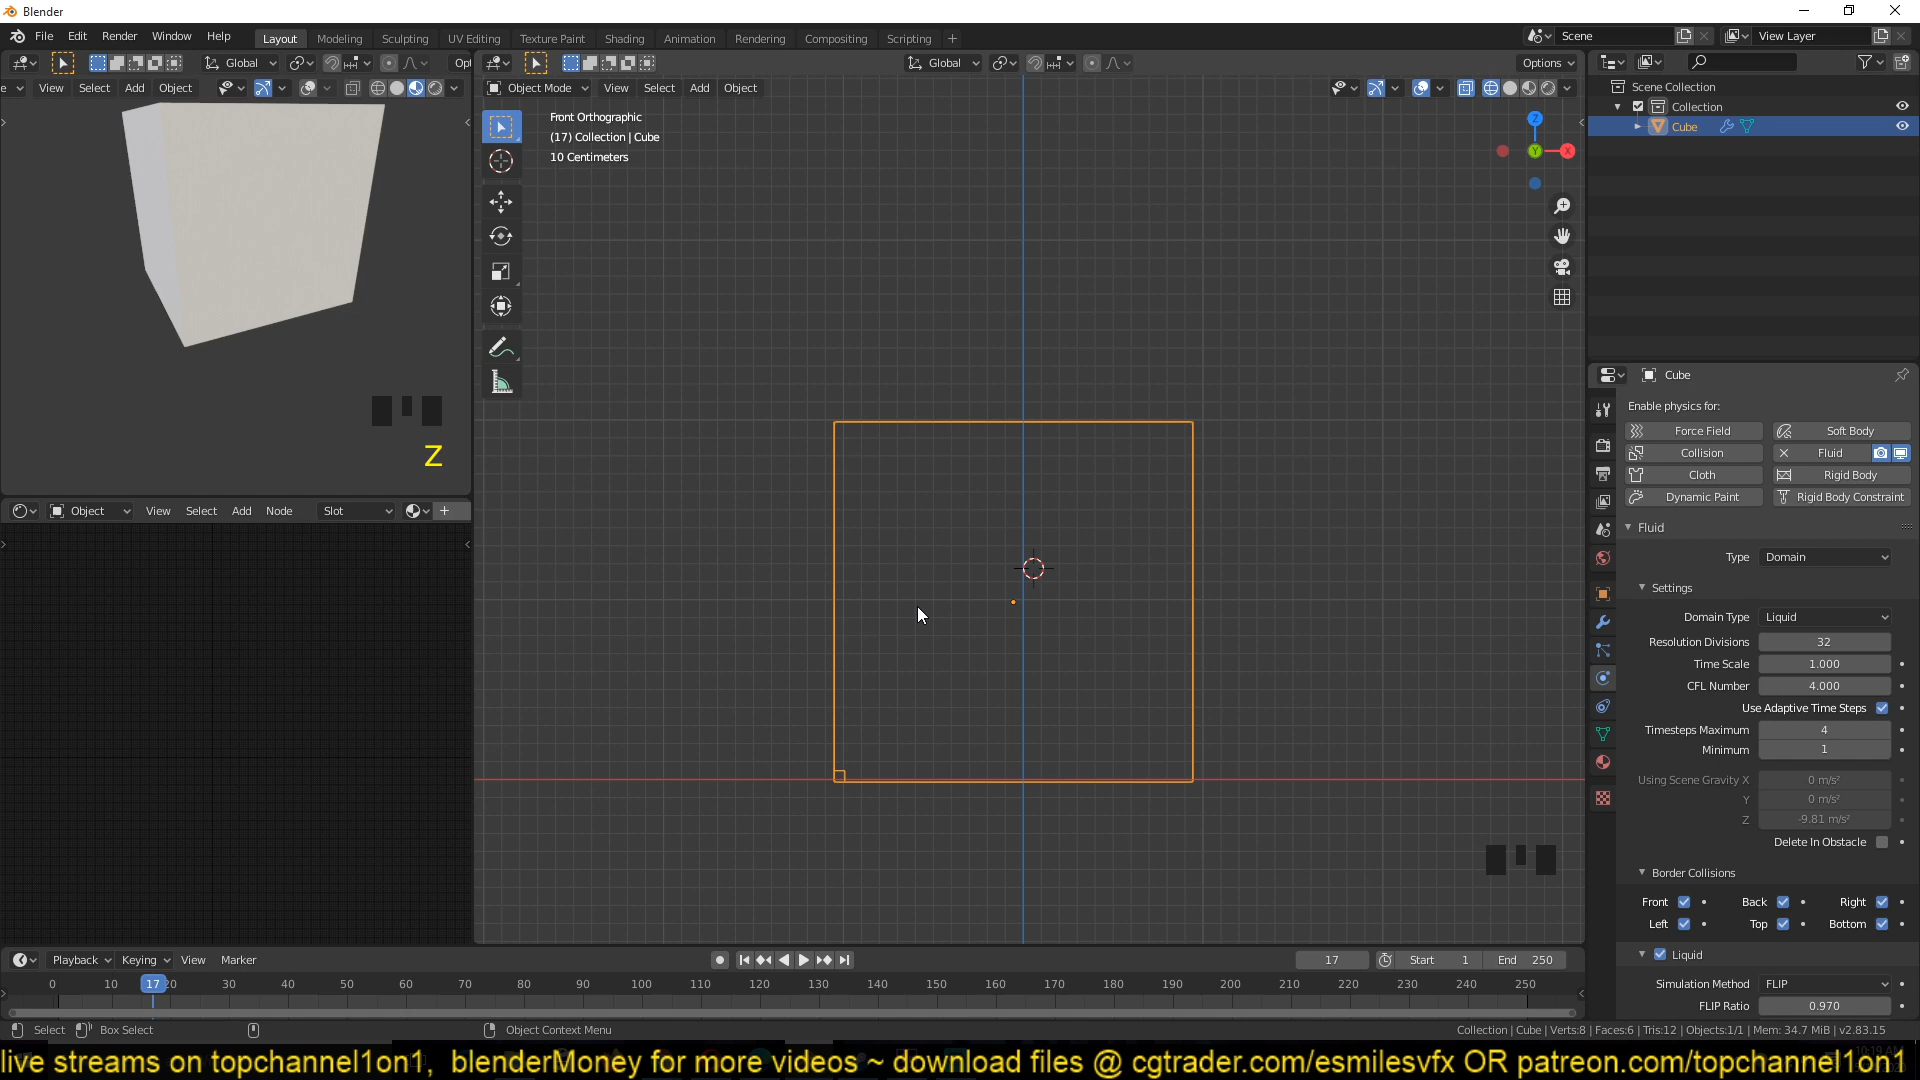 Blender
File Edit Render Window Help
Layout Modeling Sculpting UV Editing Texture Paint Shading Animation Rendering Compositing Scripting +
Scene
View Layer
Global
Opt
Global
Options
e View Select Add Object
Object Mode View Select Add Object
Front Orthographic
(17) Collection | Cube
10 Centimeters
Z
X
Y
Z
Scene Collection
Collection
Cube
Cube
Enable physics for:
Force Field
Soft Body
Collision
Fluid
Cloth
Rigid Body
Dynamic Paint
Rigid Body Constraint
Fluid
Type Domain
Settings
Domain Type Liquid
Resolution Divisions 32
Time Scale 1.000
CFL Number 4.000
Use Adaptive Time Steps
Timesteps Maximum 4
Minimum 1
Using Scene Gravity X 0 m/s²
Y 0 m/s²
Z -9.81 m/s²
Delete In Obstacle
Border Collisions
Front Back Right
Left Top Bottom
Liquid
Simulation Method FLIP
FLIP Ratio 0.970
Object View Select Add Node Slot
Playback Keying View Marker
17 Start 1 End 250
0 10 17 20 30 40 50 60 70 80 90 100 110 120 130 140 150 160 170 180 190 200 210 220 230 240 250
Select Box Select Object Context Menu
Collection | Cube | Verts:8 | Faces:6 | Tris:12 | Objects:1/1 | Mem: 34.7 MiB | v2.83.15
live streams on topchannel1on1, blenderMoney for more videos ~ download files @ cgtrader.com/esmilesvfx OR patreon.com/topchannel1on1